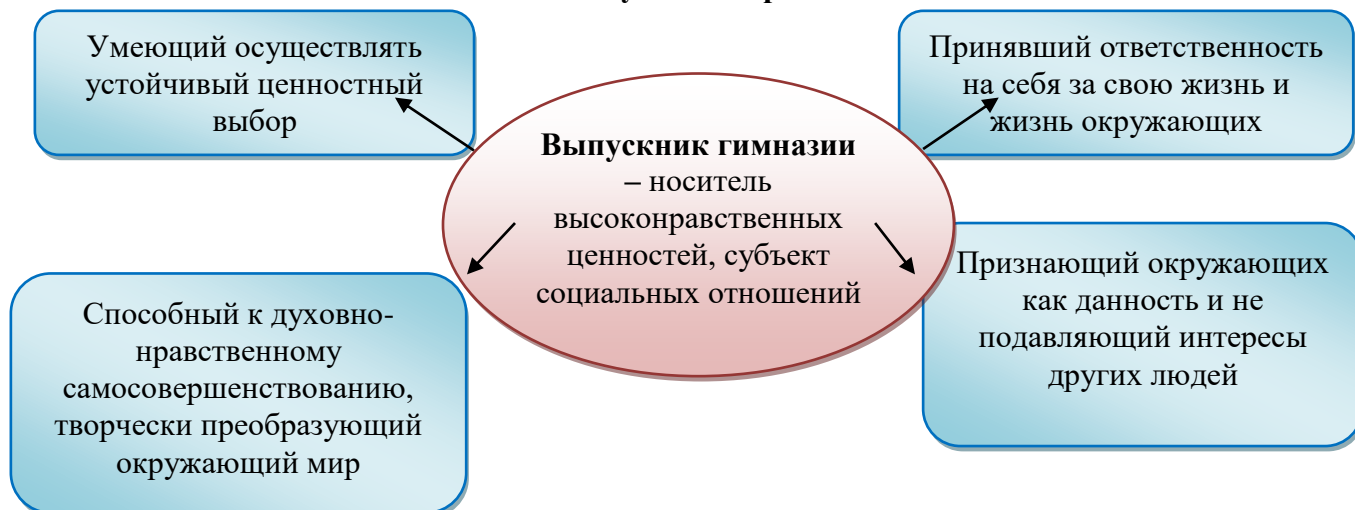 Умеющий осуществлять
устойчивый ценностный
выбор
Принявший ответственность
на себя за свою жизнь и
жизнь окружающих
Выпускник гимназии
– носитель
высоконравственных
ценностей, субъект
социальных отношений
Способный к духовно-
нравственному
самосовершенствованию,
творчески преобразующий
окружающий мир
Признающий окружающих
как данность и не
подавляющий интересы
других людей